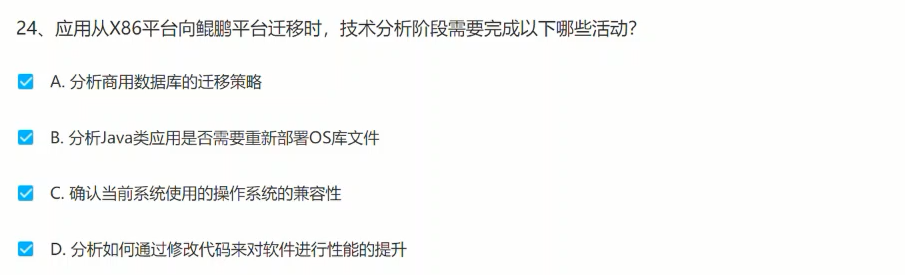 24、应用从X86平台向鲲鹏平台迁移时，技术分析阶段需要完成以下哪些活动？
A. 分析商用数据库的迁移策略
B. 分析Java类应用是否需要重新部署OS库文件
C. 确认当前系统使用的操作系统的兼容性
D. 分析如何通过修改代码来对软件进行性能的提升